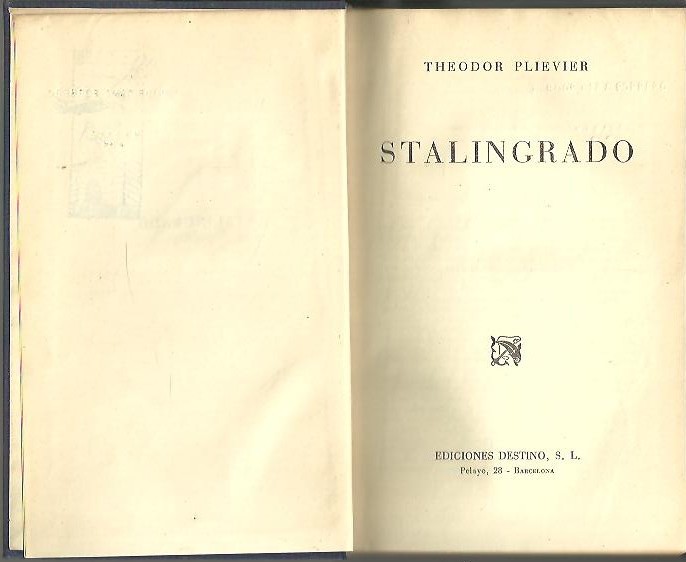 THEODOR PLIEVIER
STALINGRADO
EDICIONES DESTINO, S. L.
Pelayo, 28 - BARCELONA